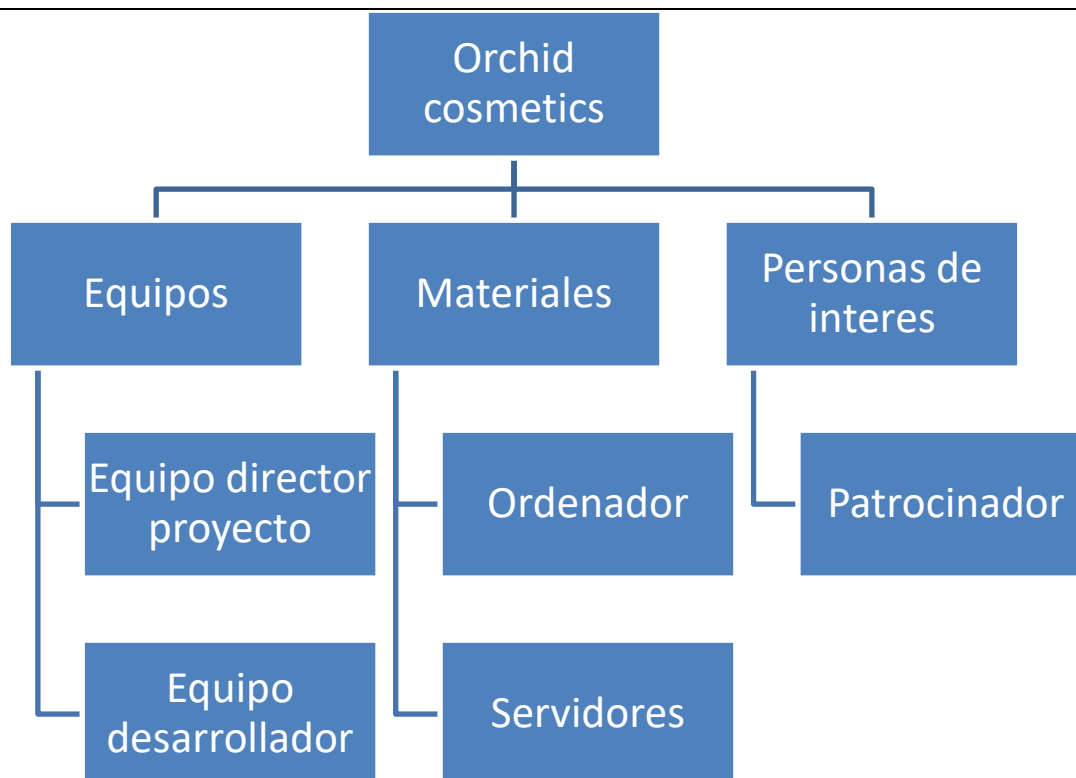 Orchid
cosmetics
Equipos
Materiales
Personas de
interes
Equipo director
proyecto
Ordenador
Patrocinador
Equipo
desarrollador
Servidores